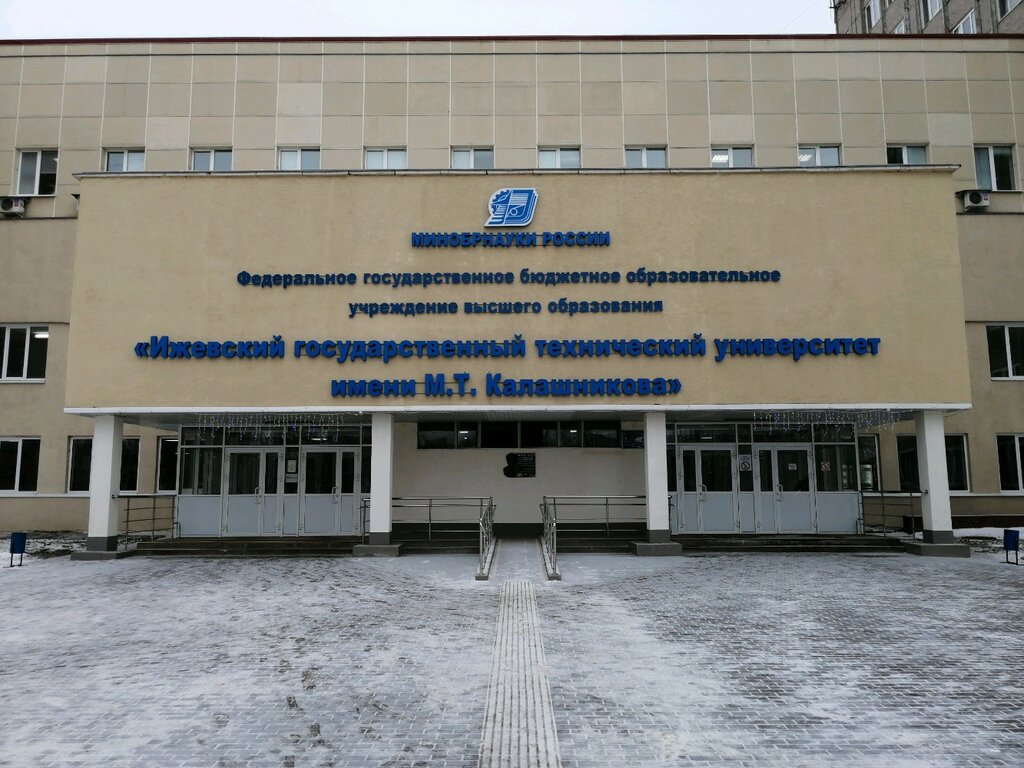 МИНОБРНАУКИ РОССИИ
Федеральное государственное бюджетное образовательное
учреждение высшего образования
«Ижевский государственный технический университет
имени М.Т. Калашникова»